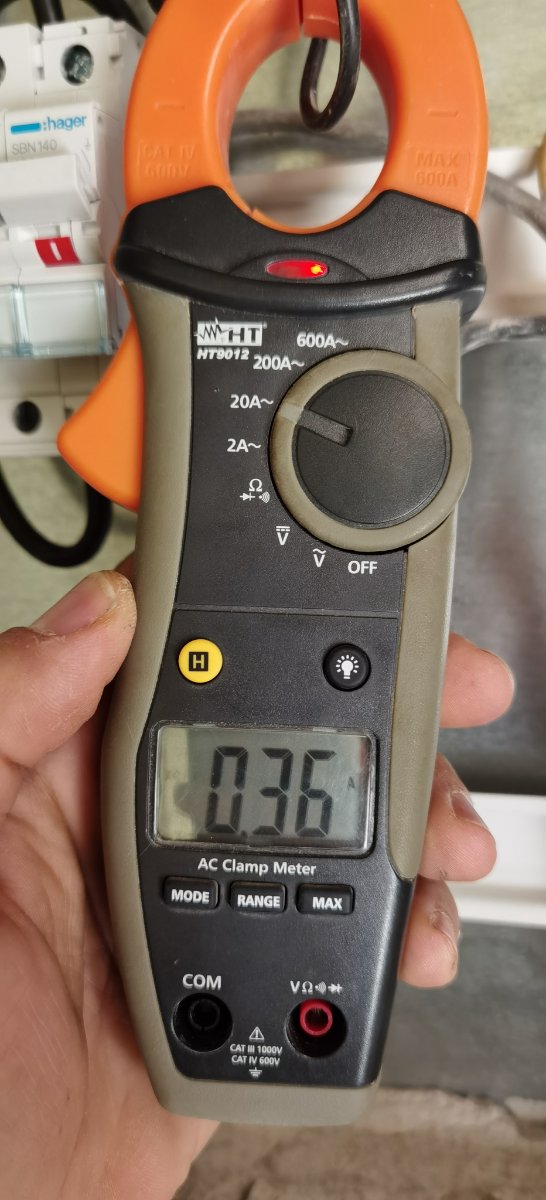 :hager
SBN140
CAT IV
600V
MAX
600A
HT
HT9012
600A~
200A~
20A~
2A~
Ω
V
V
OFF
H
0.36
A
AC Clamp Meter
MODE
RANGE
MAX
COM
VΩ
CAT III 1000V
CAT IV 600V